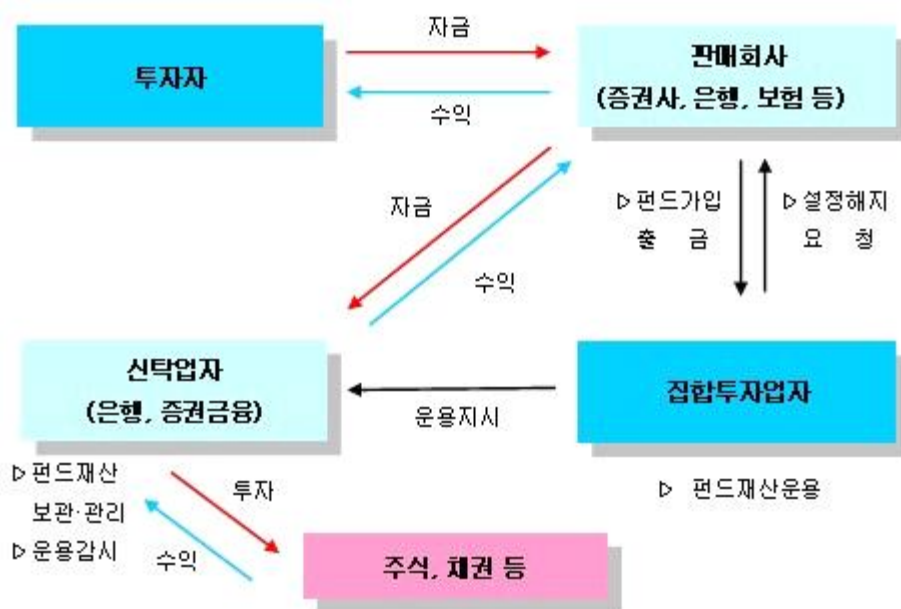 자금
투자자
판매회사
(증권사, 은행, 보험 등)
수익
자금
▷펀드가입
출 금
▷설정해지
요 청
수익
신탁업자
(은행, 증권금융)
집합투자업자
운용지시
▷펀드재산
보관·관리
▷운용감시
투자
수익
▷ 펀드재산운용
주식, 채권 등